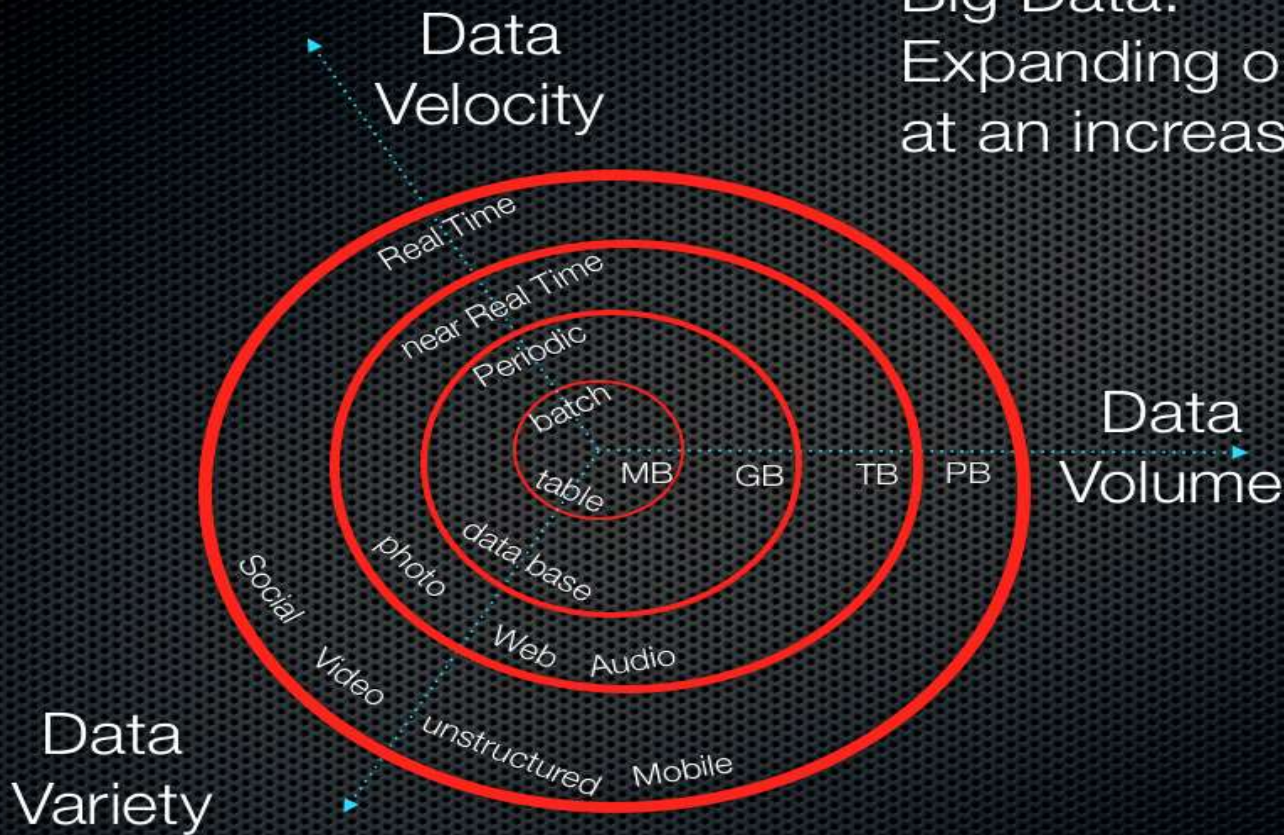 Big Data:
Expanding o
at an increas
Data
Velocity
Real Time
near Real Time
Periodic
batch
table
MB
GB
TB
PB
Data
Volume
data base
photo
Web
Audio
Social
Video
unstructured
Mobile
Data
Variety